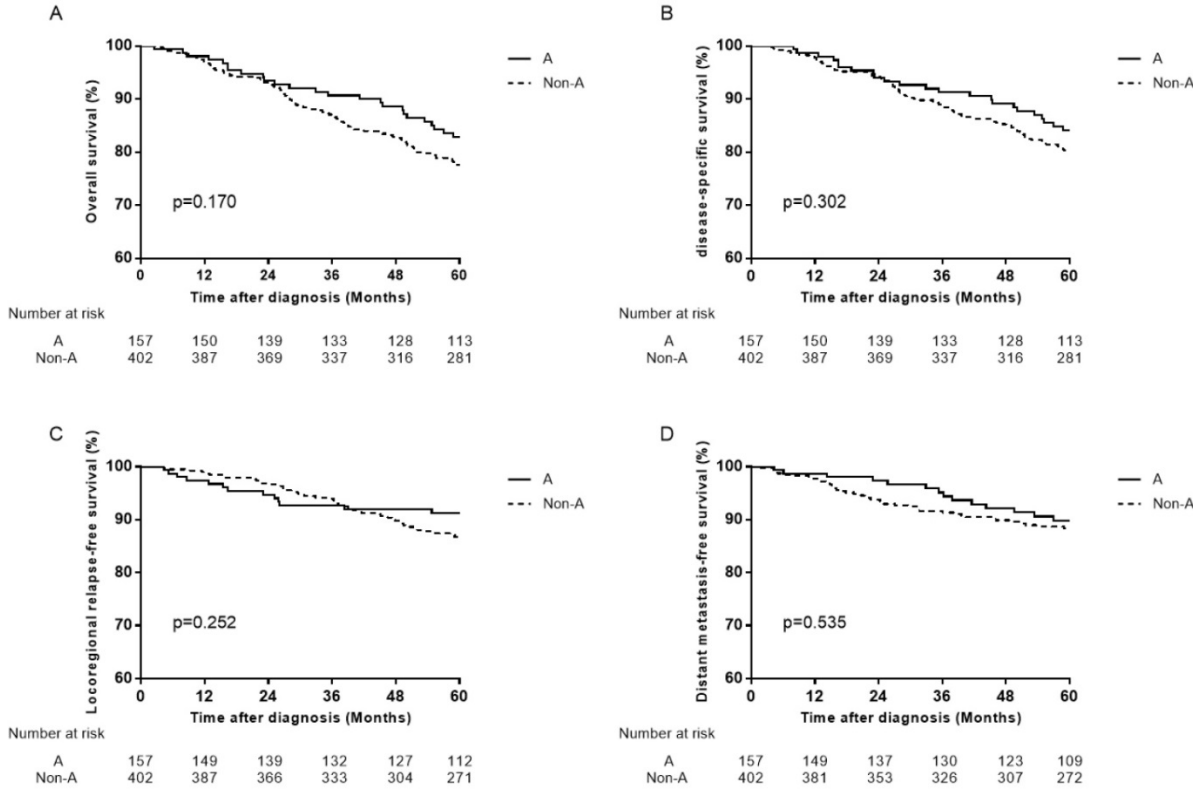 A
Overall survival (%)
100
90
80
70
60
p=0.170
A
Non-A
0 12 24 36 48 60
Time after diagnosis (Months)
Number at risk
A 157 150 139 133 128 113
Non-A 402 387 369 337 316 281
B
disease-specific survival (%)
100
90
80
70
60
p=0.302
A
Non-A
0 12 24 36 48 60
Time after diagnosis (Months)
Number at risk
A 157 150 139 133 128 113
Non-A 402 387 369 337 316 281
C
Locoregional relapse-free survival (%)
100
90
80
70
60
p=0.252
A
Non-A
0 12 24 36 48 60
Time after diagnosis (Months)
Number at risk
A 157 149 139 132 127 112
Non-A 402 387 366 333 304 271
D
Distant metastasis-free survival (%)
100
90
80
70
60
p=0.535
A
Non-A
0 12 24 36 48 60
Time after diagnosis (Months)
Number at risk
A 157 149 137 130 123 109
Non-A 402 381 353 326 307 272